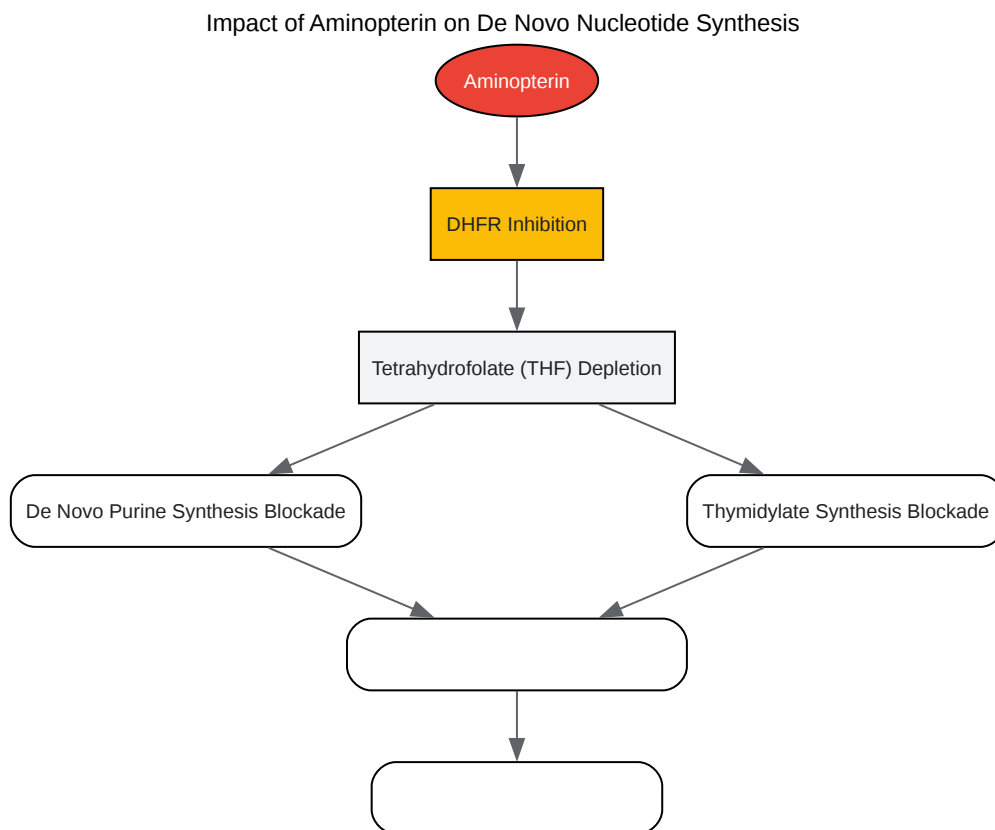 Impact of Aminopterin on De Novo Nucleotide Synthesis
Aminopterin
DHFR Inhibition
Tetrahydrofolate (THF) Depletion
De Novo Purine Synthesis Blockade
Thymidylate Synthesis Blockade